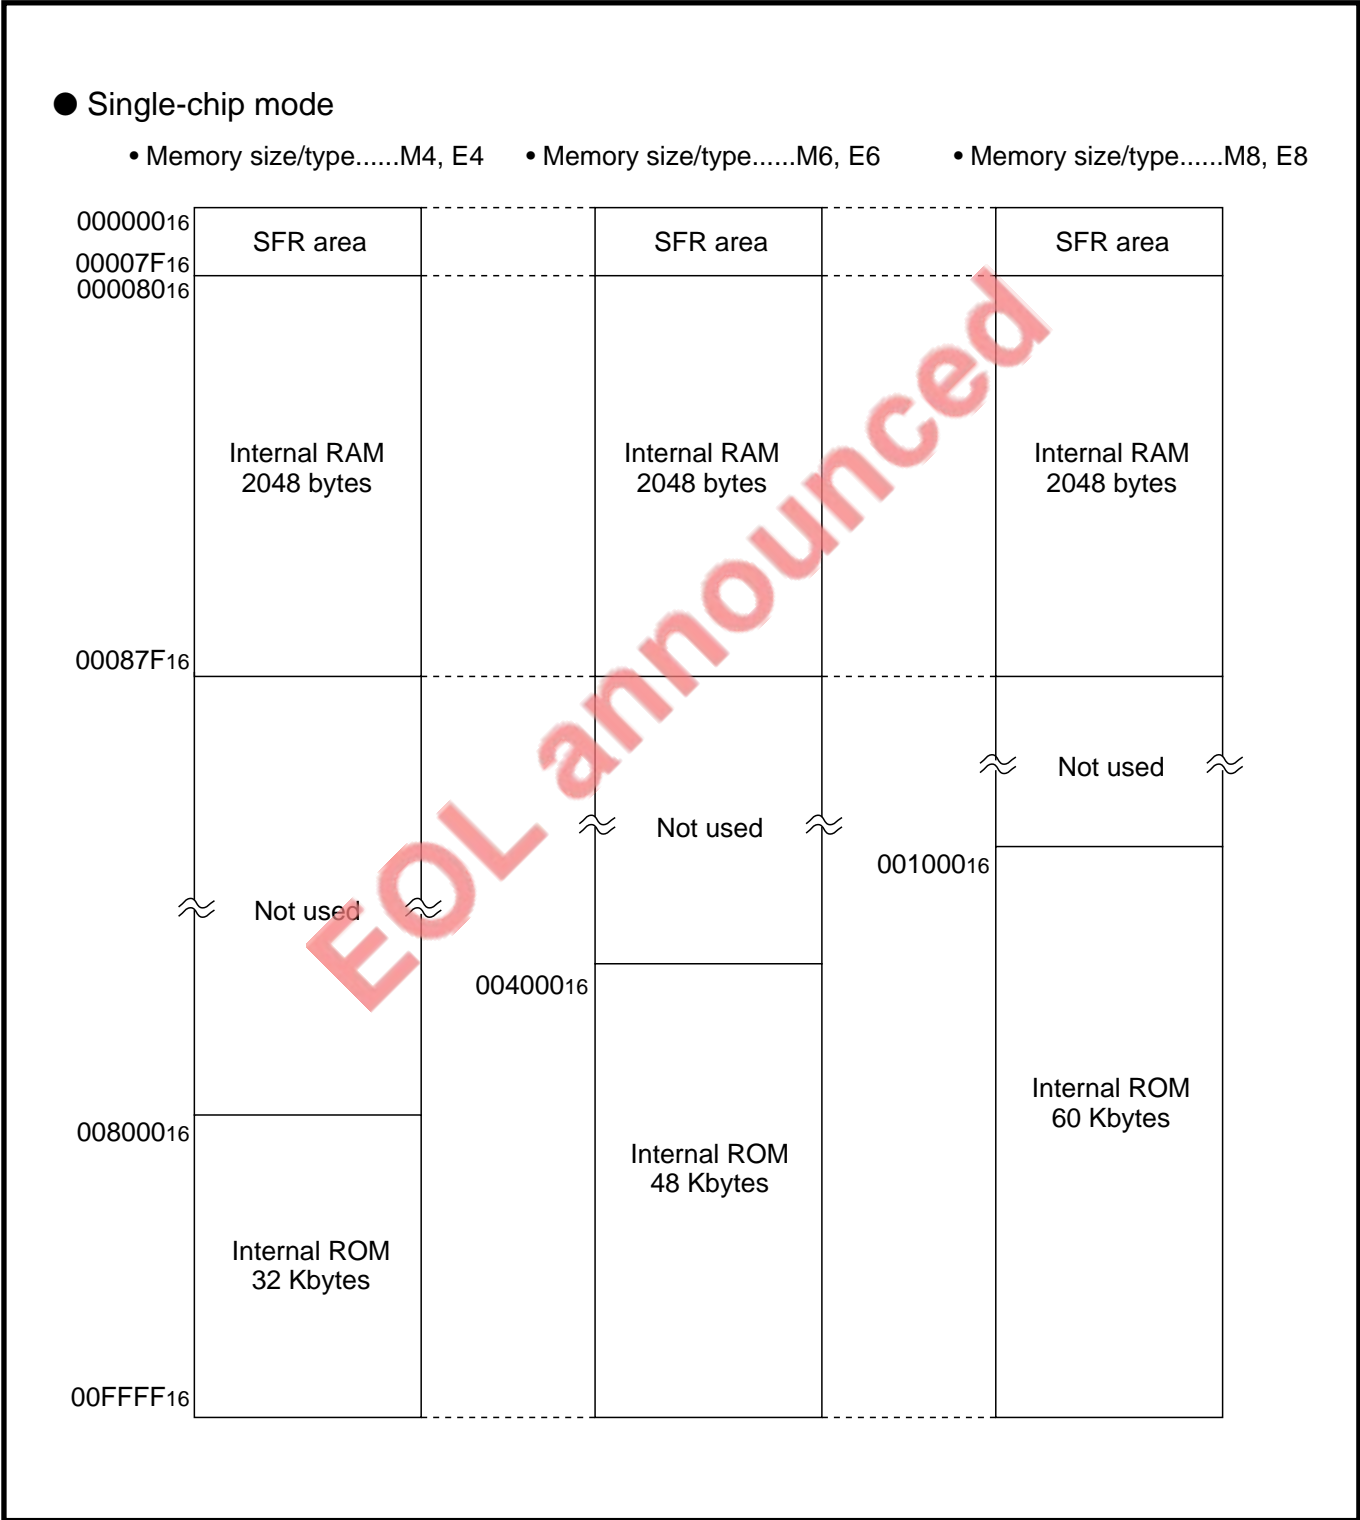 ● Single-chip mode
• Memory size/type......M4, E4
• Memory size/type......M6, E6
• Memory size/type......M8, E8
00000016
SFR area
SFR area
SFR area
00007F16
00008016
Internal RAM
2048 bytes
Internal RAM
2048 bytes
Internal RAM
2048 bytes
00087F16
Not used
Not used
Not used
00100016
00400016
00800016
Internal ROM
60 Kbytes
Internal ROM
48 Kbytes
Internal ROM
32 Kbytes
00FFFF16
EOL announced